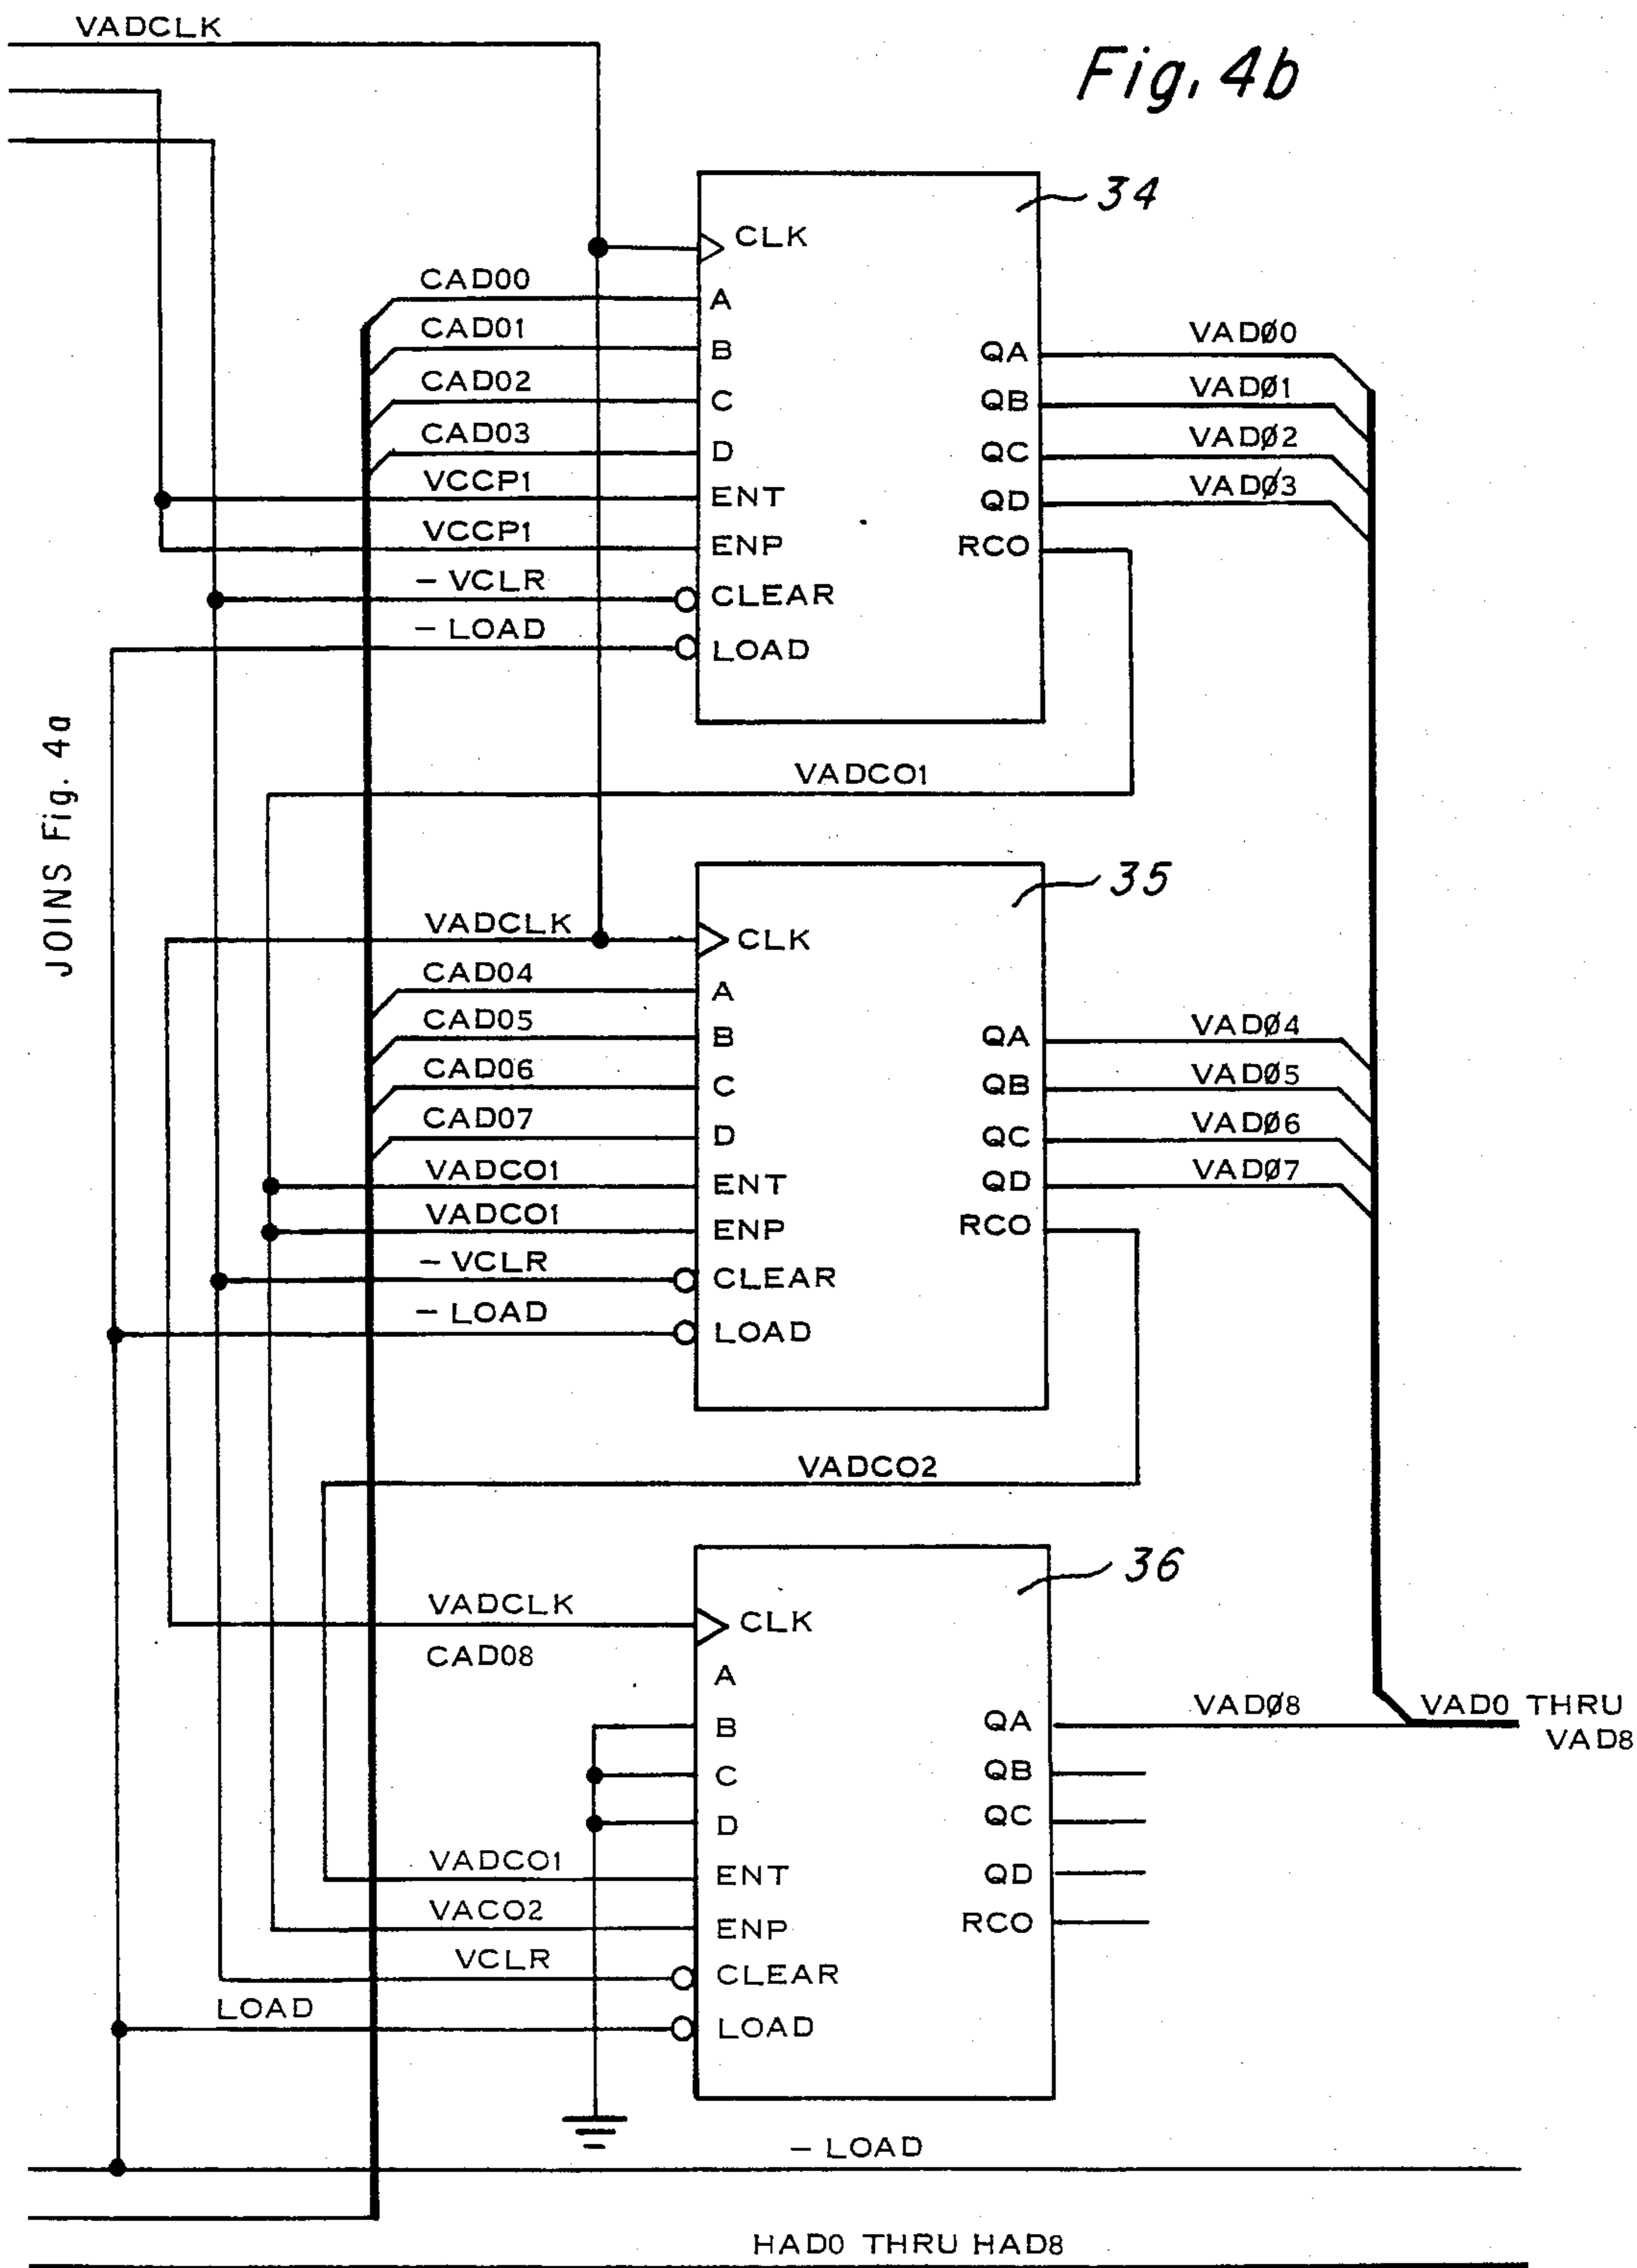 VADCLK
Fig. 4b
34
CLK
CAD00
A
CAD01
B
QA
VADØ0
CAD02
C
QB
VADØ1
CAD03
D
QC
VADØ2
VCCP1
ENT
QD
VADØ3
VCCP1
ENP
RCO
- VCLR
CLEAR
- LOAD
LOAD
JOINS Fig. 4a
VADCO1
35
VADCLK
CLK
CAD04
A
CAD05
B
QA
VADØ4
CAD06
C
QB
VADØ5
CAD07
D
QC
VADØ6
VADCO1
ENT
QD
VADØ7
VADCO1
ENP
RCO
- VCLR
CLEAR
- LOAD
LOAD
VADCO2
36
VADCLK
CLK
CAD08
A
B
QA
VADØ8
VAD0 THRU
VAD8
C
QB
D
QC
VADCO1
ENT
QD
VACO2
ENP
RCO
VCLR
CLEAR
LOAD
LOAD
- LOAD
HAD0 THRU HAD8